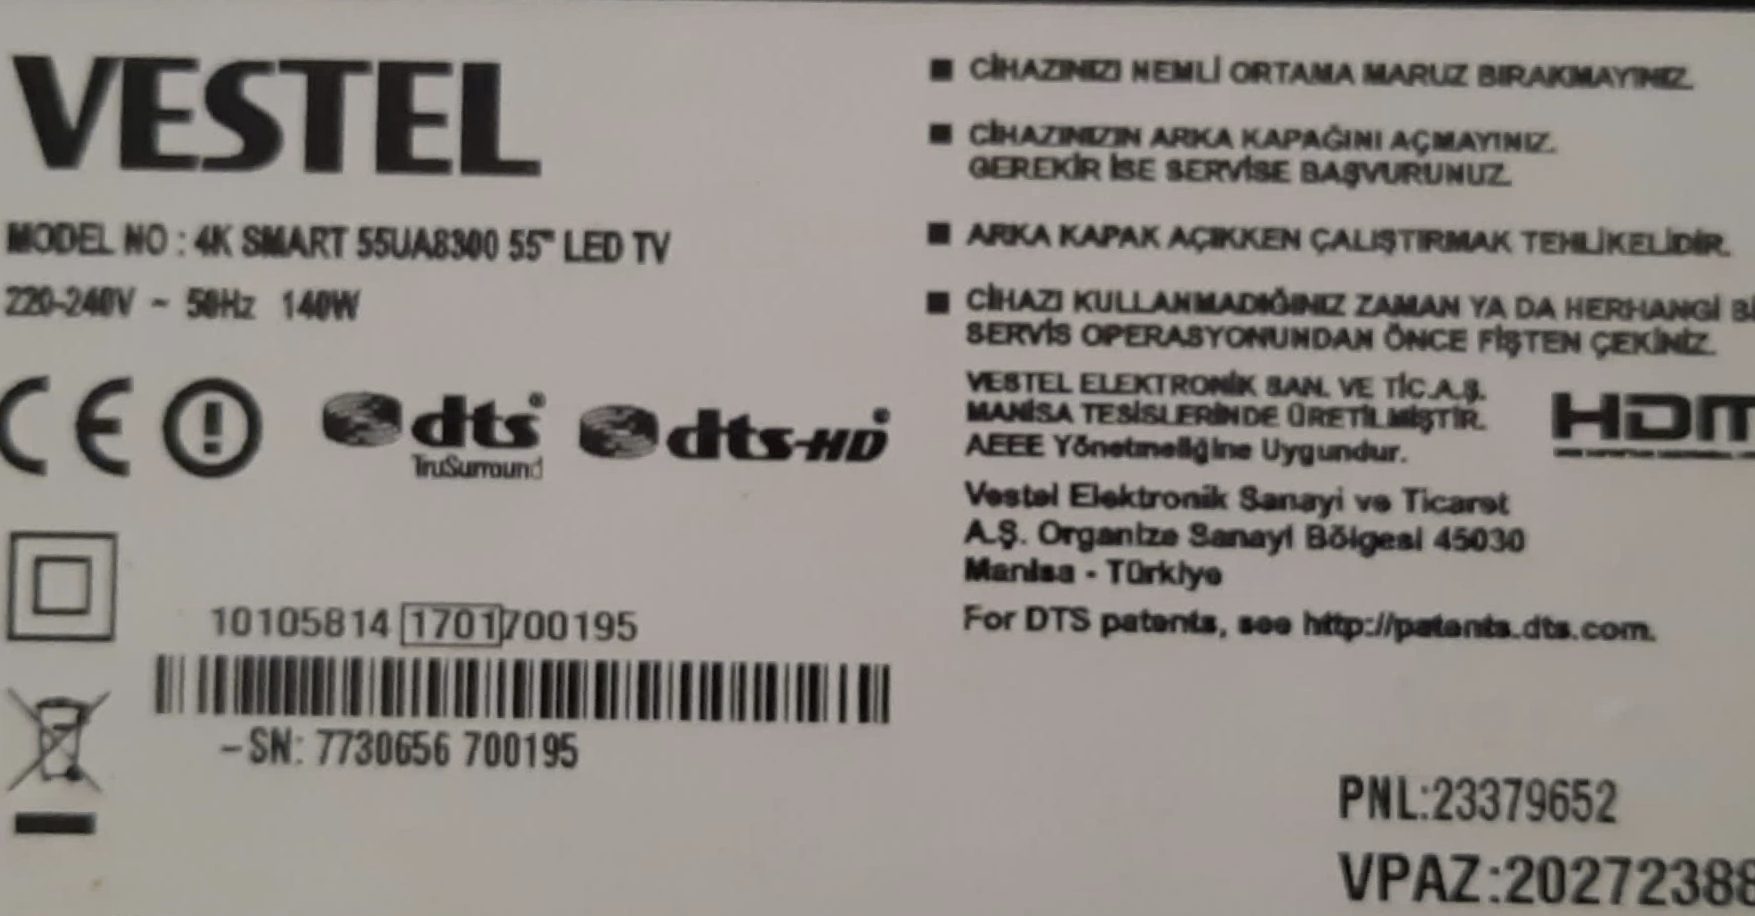 VESTEL
MODEL NO : 4K SMART 55UA8300 55" LED TV
220-240V ~ 50Hz 140W
CE
dts®
TruSurround
dts-HD®
10105814 1701 700195
-SN: 7730656 700195
■ CİHAZINIZI NEMLİ ORTAMA MARUZ BIRAKMAYINIZ.
■ CİHAZINIZIN ARKA KAPAĞINI AÇMAYINIZ.
GEREKİR İSE SERVİSE BAŞVURUNUZ.
■ ARKA KAPAK AÇIKKEN ÇALIŞTIRMAK TEHLİKELİDİR.
■ CİHAZI KULLANMADIĞINIZ ZAMAN YA DA HERHANGİ
SERVİS OPERASYONUNDAN ÖNCE FİŞTEN ÇEKİNİZ.
VESTEL ELEKTRONİK SAN. VE TİC.A.Ş.
MANİSA TESİSLERİNDE ÜRETİLMİŞTİR.
AEEE Yönetmeliğine Uygundur.
HDM
Vestel Elektronik Sanayi ve Ticaret
A.Ş. Organize Sanayi Bölgesi 45030
Manisa - Türkiye
For DTS patents, see http://patents.dts.com.
PNL:23379652
VPAZ:20272388